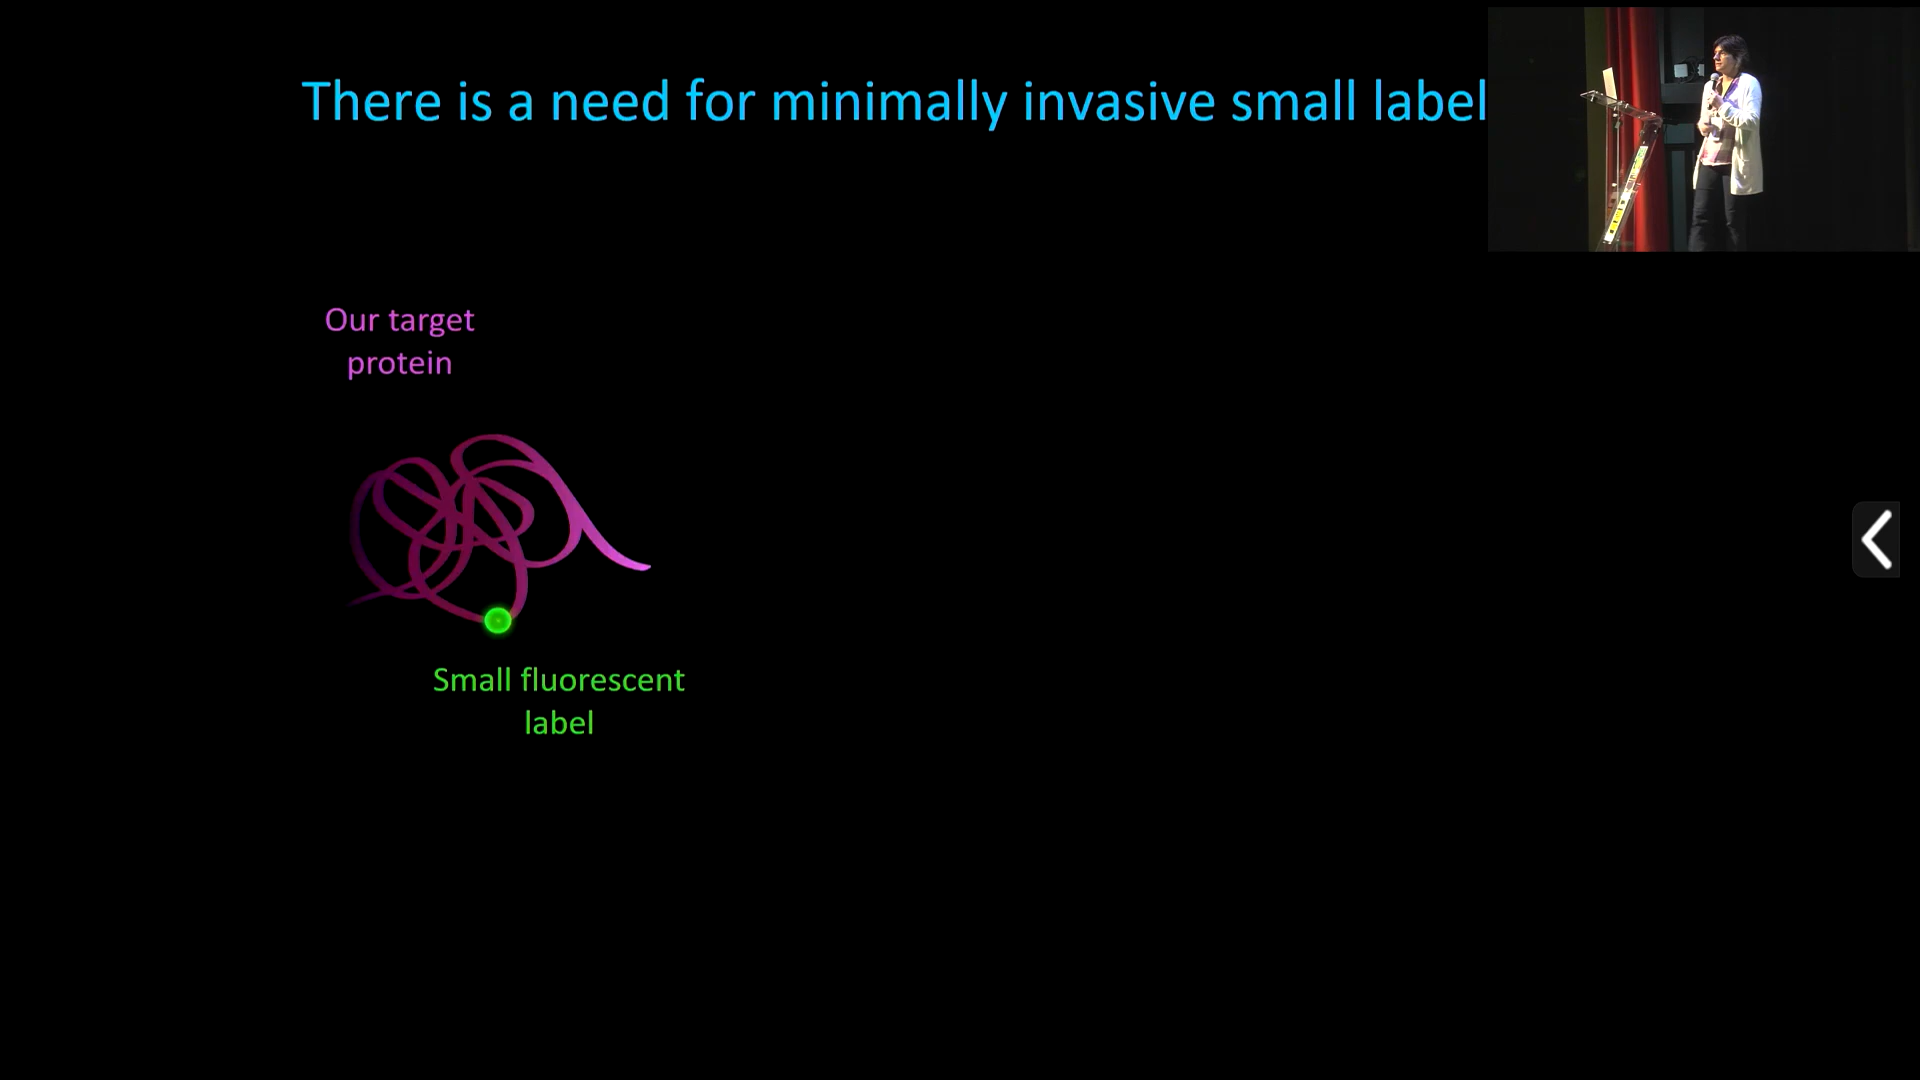 There is a need for minimally invasive small label
Our target
protein
Small fluorescent
label